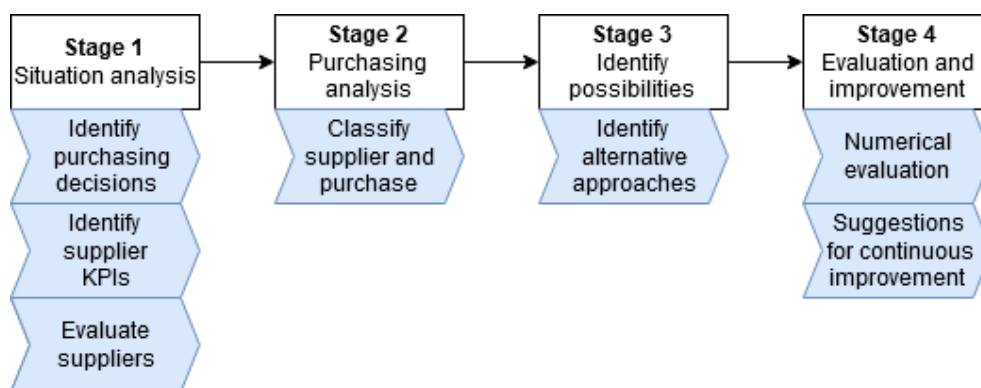 Stage 1
Situation analysis
Identify
purchasing
decisions
Identify
supplier
KPIs
Evaluate
suppliers
Stage 2
Purchasing
analysis
Classify
supplier and
purchase
Stage 3
Identify
possibilities
Identify
alternative
approaches
Stage 4
Evaluation and
improvement
Numerical
evaluation
Suggestions
for continuous
improvement